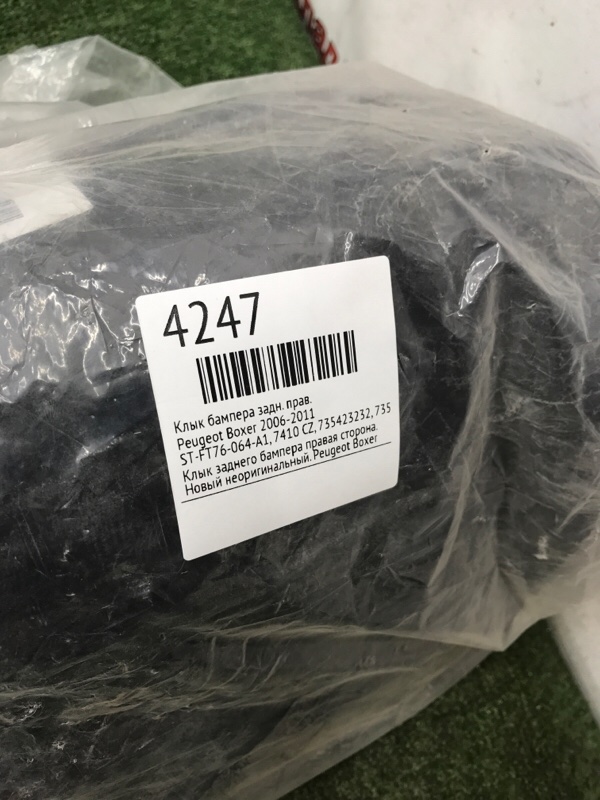 4247
Клык бампера задн. прав.
Peugeot Boxer 2006-2011
ST-FT76-064-A1, 7410 CZ, 735423232, 735
Клык заднего бампера правая сторона.
Новый неоригинальный. Peugeot Boxer